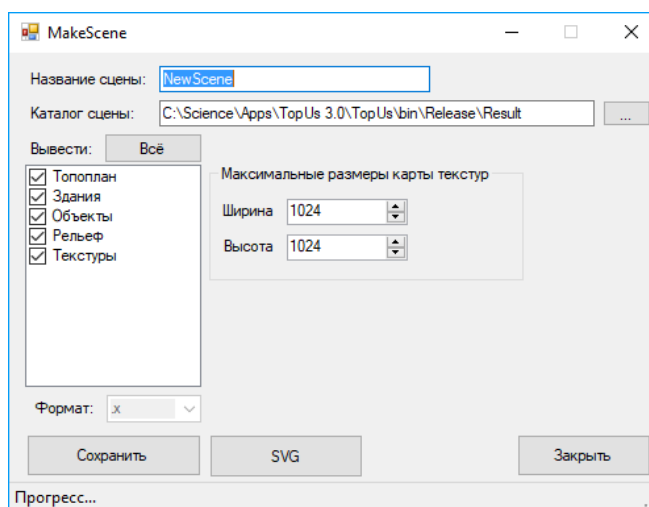 MakeScene
Название сцены: NewScene
Каталог сцены: C:\Science\Apps\TopUs 3.0\TopUs\bin\Release\Result ...
Вывести: Всё
Топоплан
Здания
Объекты
Рельеф
Текстуры
Максимальные размеры карты текстур
Ширина 1024
Высота 1024
Формат: .x
Сохранить SVG Закрыть
Прогресс...